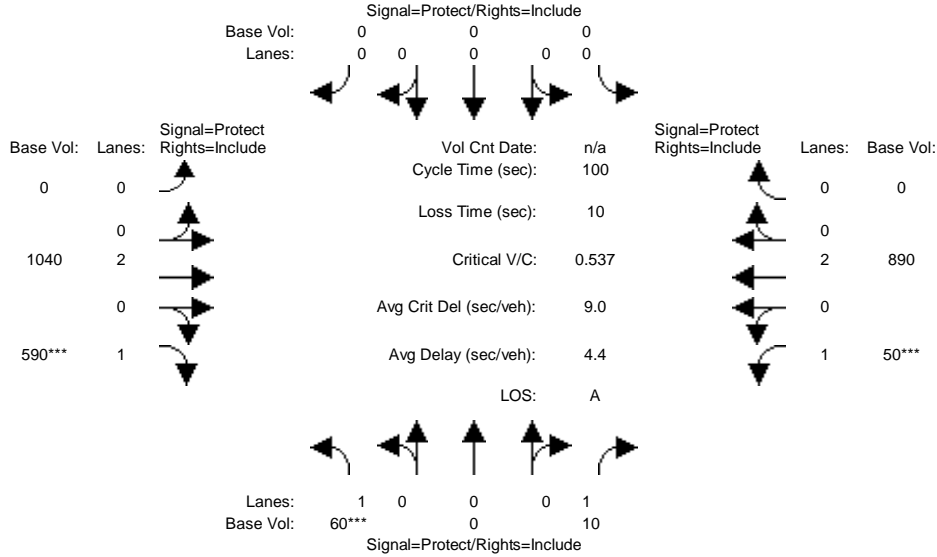 Signal=Protect/Rights=Include
Base Vol: 0 0 0
Lanes: 0 0 0 0 0
Signal=Protect Signal=Protect
Base Vol: Lanes: Rights=Include Vol Cnt Date: n/a Rights=Include Lanes: Base Vol:
Cycle Time (sec): 100
0 0 0 0
Loss Time (sec): 10
0 0
1040 2 Critical V/C: 0.537 2 890
0 Avg Crit Del (sec/veh): 9.0 0
590*** 1 Avg Delay (sec/veh): 4.4 1 50***
LOS: A
Lanes: 1 0 0 0 1
Base Vol: 60*** 0 10
Signal=Protect/Rights=Include